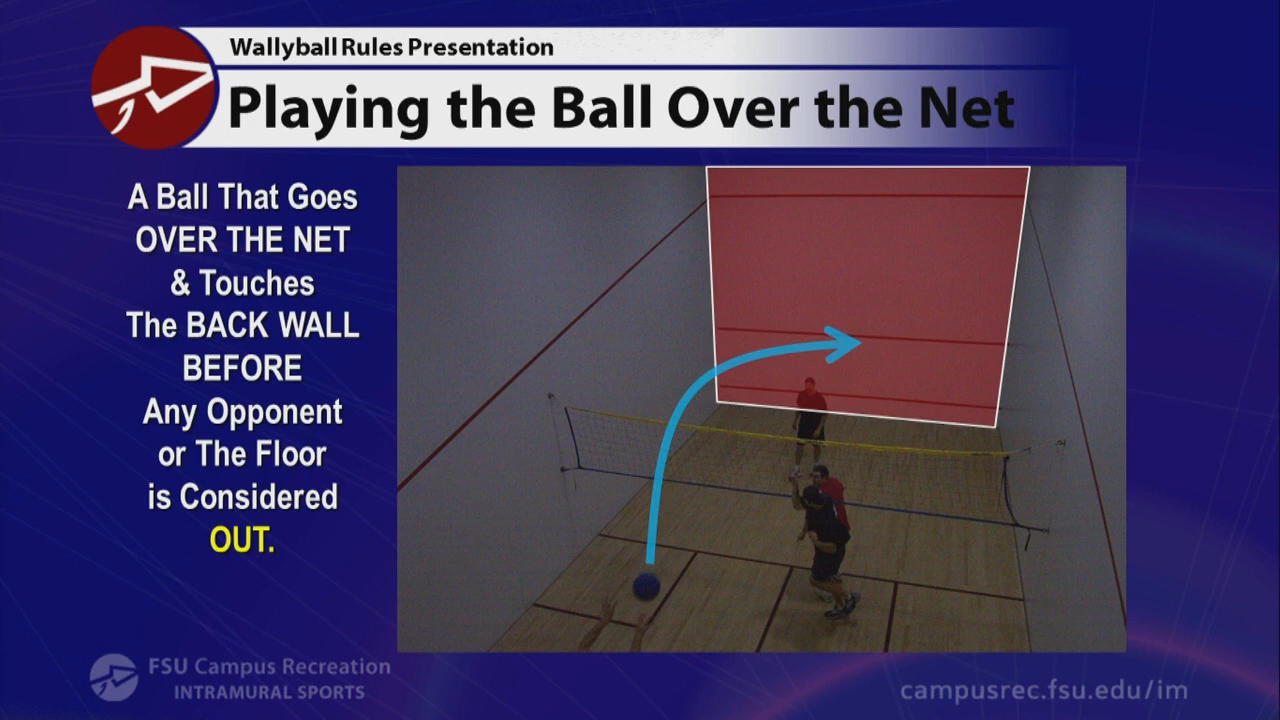 Wallyball Rules Presentation
Playing the Ball Over the Net
A Ball That Goes
OVER THE NET
& Touches
The BACK WALL
BEFORE
Any Opponent
or The Floor
is Considered
OUT.
FSU Campus Recreation
INTRAMURAL SPORTS
campusrec.fsu.edu/im